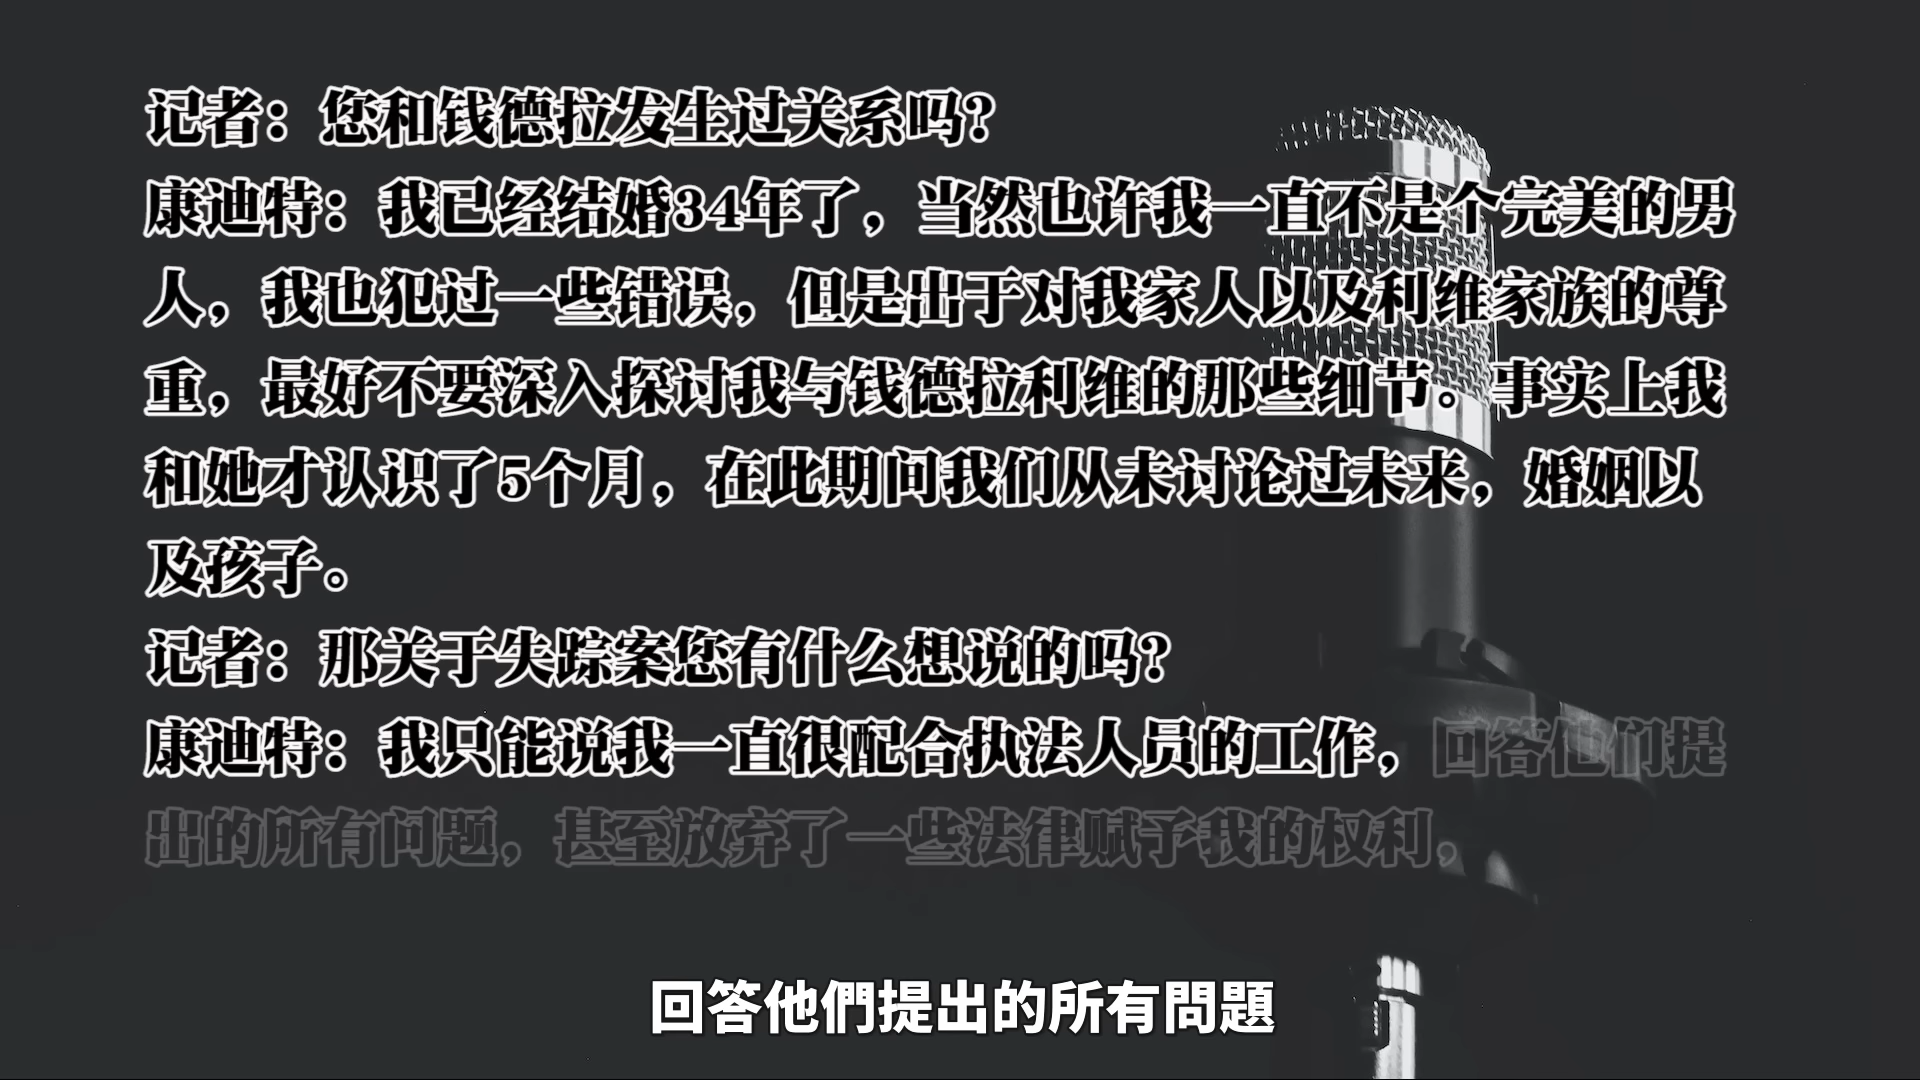 记者：您和钱德拉发生过关系吗？
康迪特：我已经结婚34年了，当然也许我一直不是个完美的男
人，我也犯过一些错误，但是出于对我家人以及利维家族的尊
重，最好不要深入探讨我与钱德拉利维的那些细节。事实上我
和她才认识了5个月，在此期间我们从未讨论过未来，婚姻以
及孩子。
记者：那关于失踪案您有什么想说的吗？
康迪特：我只能说我一直很配合执法人员的工作，回答他们提
出的所有问题，甚至放弃了一些法律赋予我的权利，
回答他們提出的所有問題